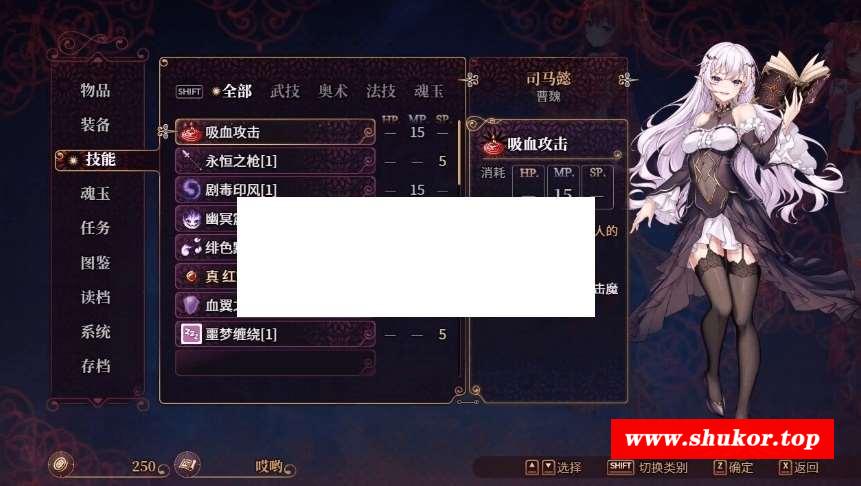 物品
装备
技能
魂玉
任务
图鉴
读档
系统
存档
SHIFT 全部 武技 奥术 法技 魂玉
HP MP SP
吸血攻击 — 15 —
永恒之枪[1] — — 5
剧毒印风[1] — 15 —
幽冥
绯色
真红
血翼
噩梦缠绕[1] — — 5
司马懿
曹魏
吸血攻击
消耗 HP. MP. SP.
— 15 —
人的
击魔
www.shukor.top
250
哎哟
选择 SHIFT 切换类别 Z 确定 X 返回